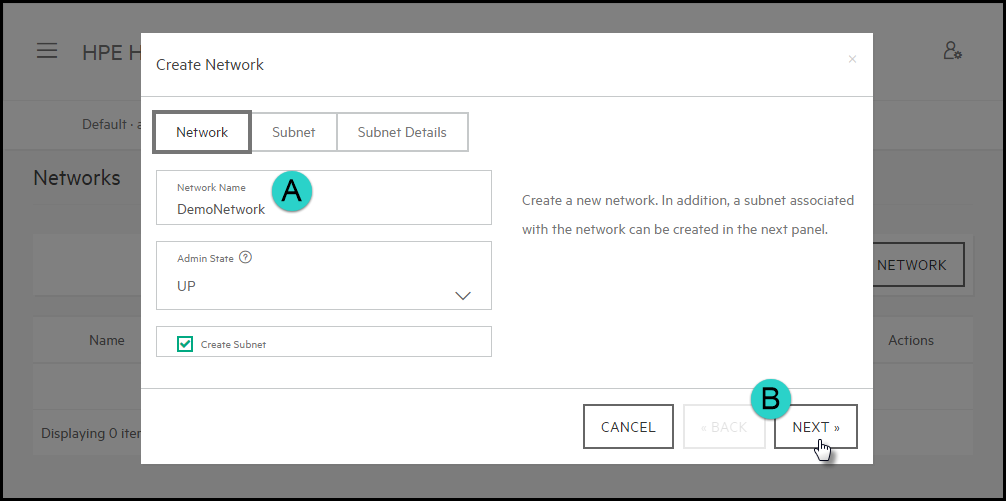 HPE H
Default · a
Networks
NETWORK
Name
Actions
Displaying 0 iter
Create Network
×
Network
Subnet
Subnet Details
Network Name
A
DemoNetwork
Admin State ?
UP
Create Subnet
Create a new network. In addition, a subnet associated
with the network can be created in the next panel.
B
CANCEL
« BACK
NEXT »